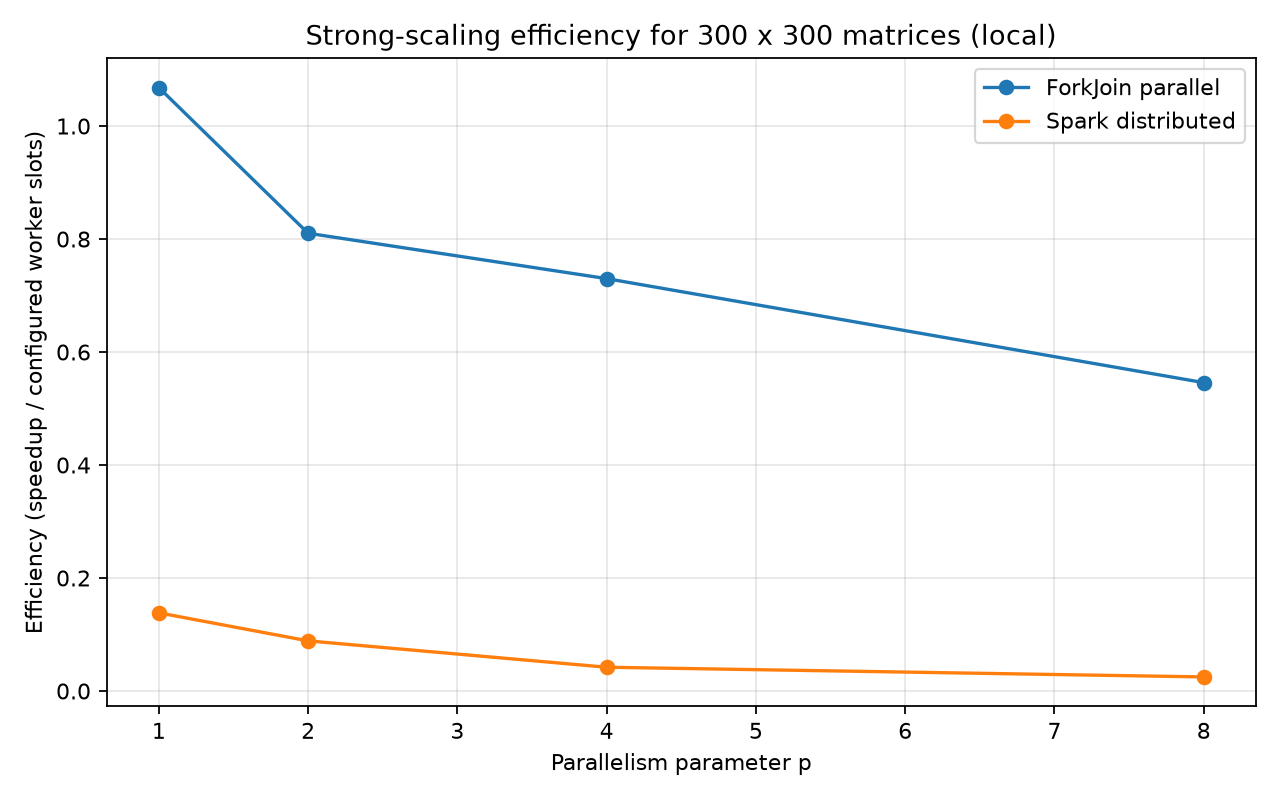 Strong-scaling efficiency for 300 x 300 matrices (local)
ForkJoin parallel
Spark distributed
Efficiency (speedup / configured worker slots)
1.0
0.8
0.6
0.4
0.2
0.0
1 2 3 4 5 6 7 8
Parallelism parameter p